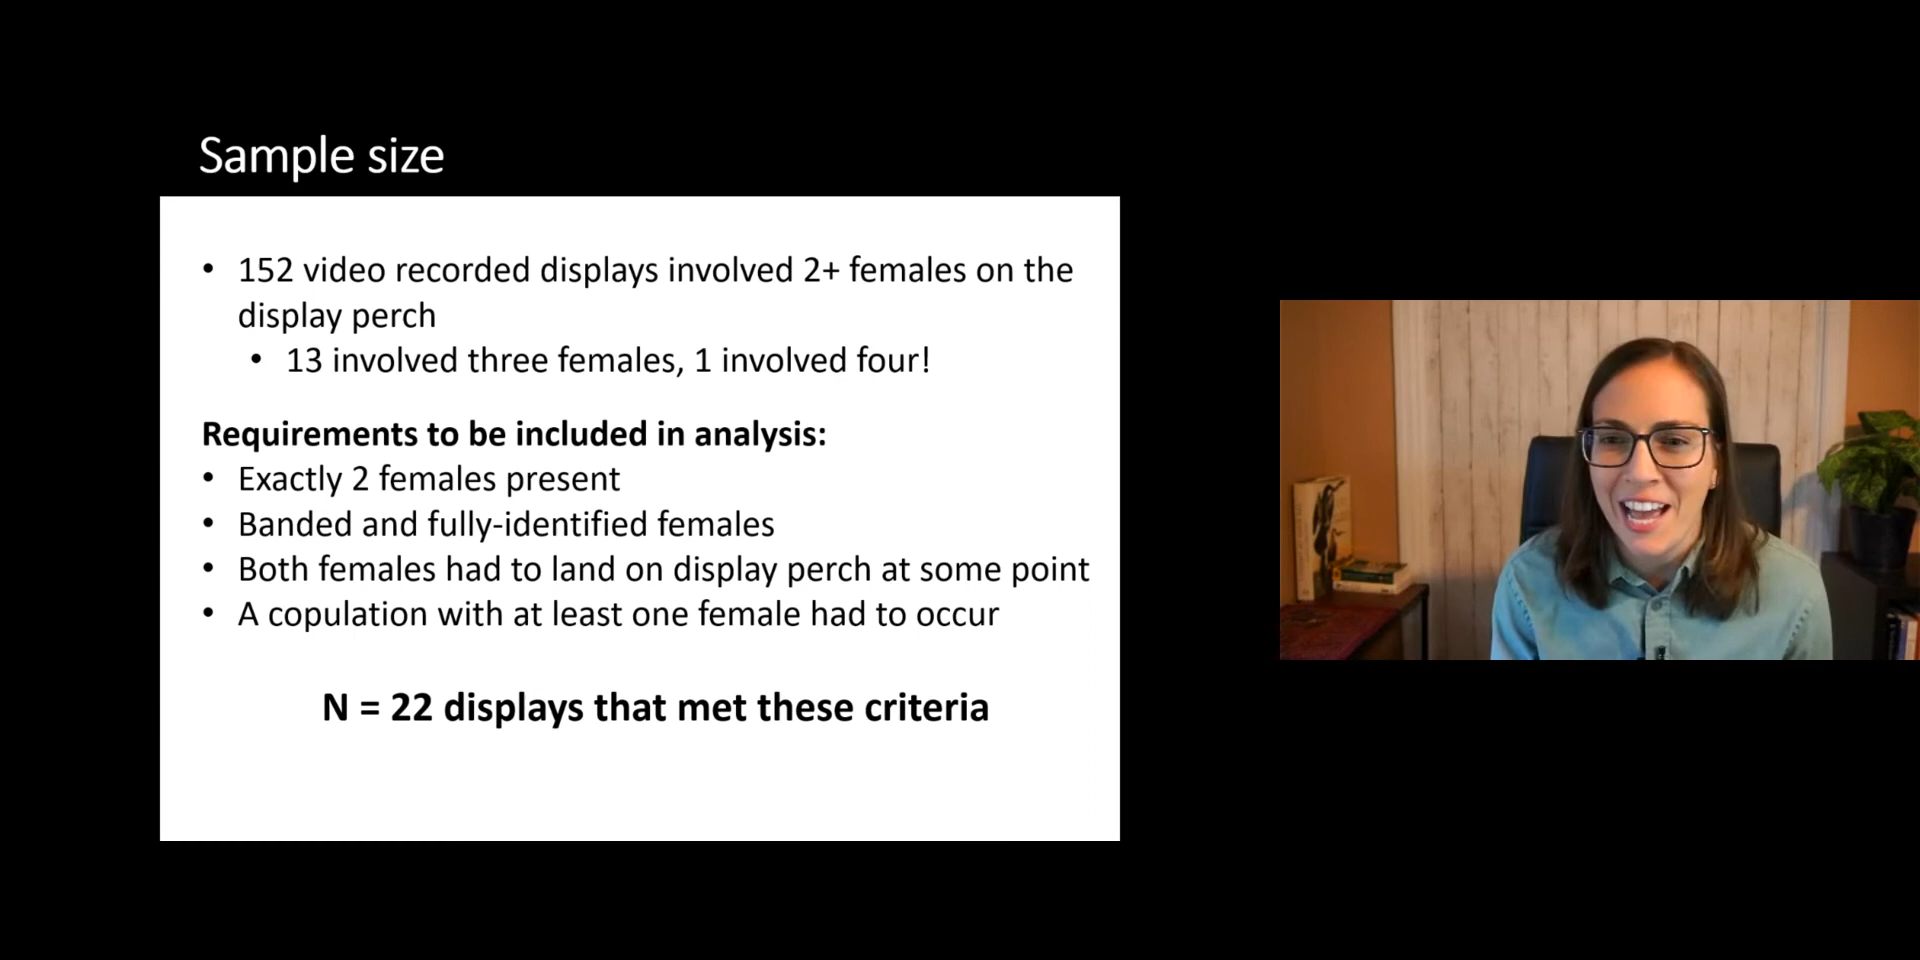 Sample size
• 152 video recorded displays involved 2+ females on the
display perch
• 13 involved three females, 1 involved four!
Requirements to be included in analysis:
• Exactly 2 females present
• Banded and fully-identified females
• Both females had to land on display perch at some point
• A copulation with at least one female had to occur
N = 22 displays that met these criteria